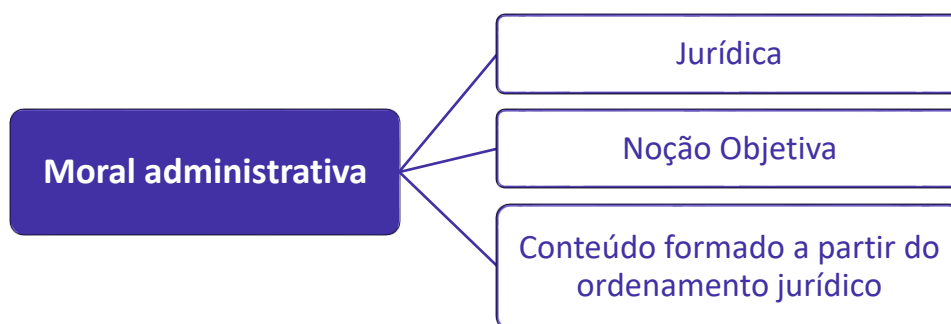 Moral administrativa
Jurídica
Noção Objetiva
Conteúdo formado a partir do
ordenamento jurídico